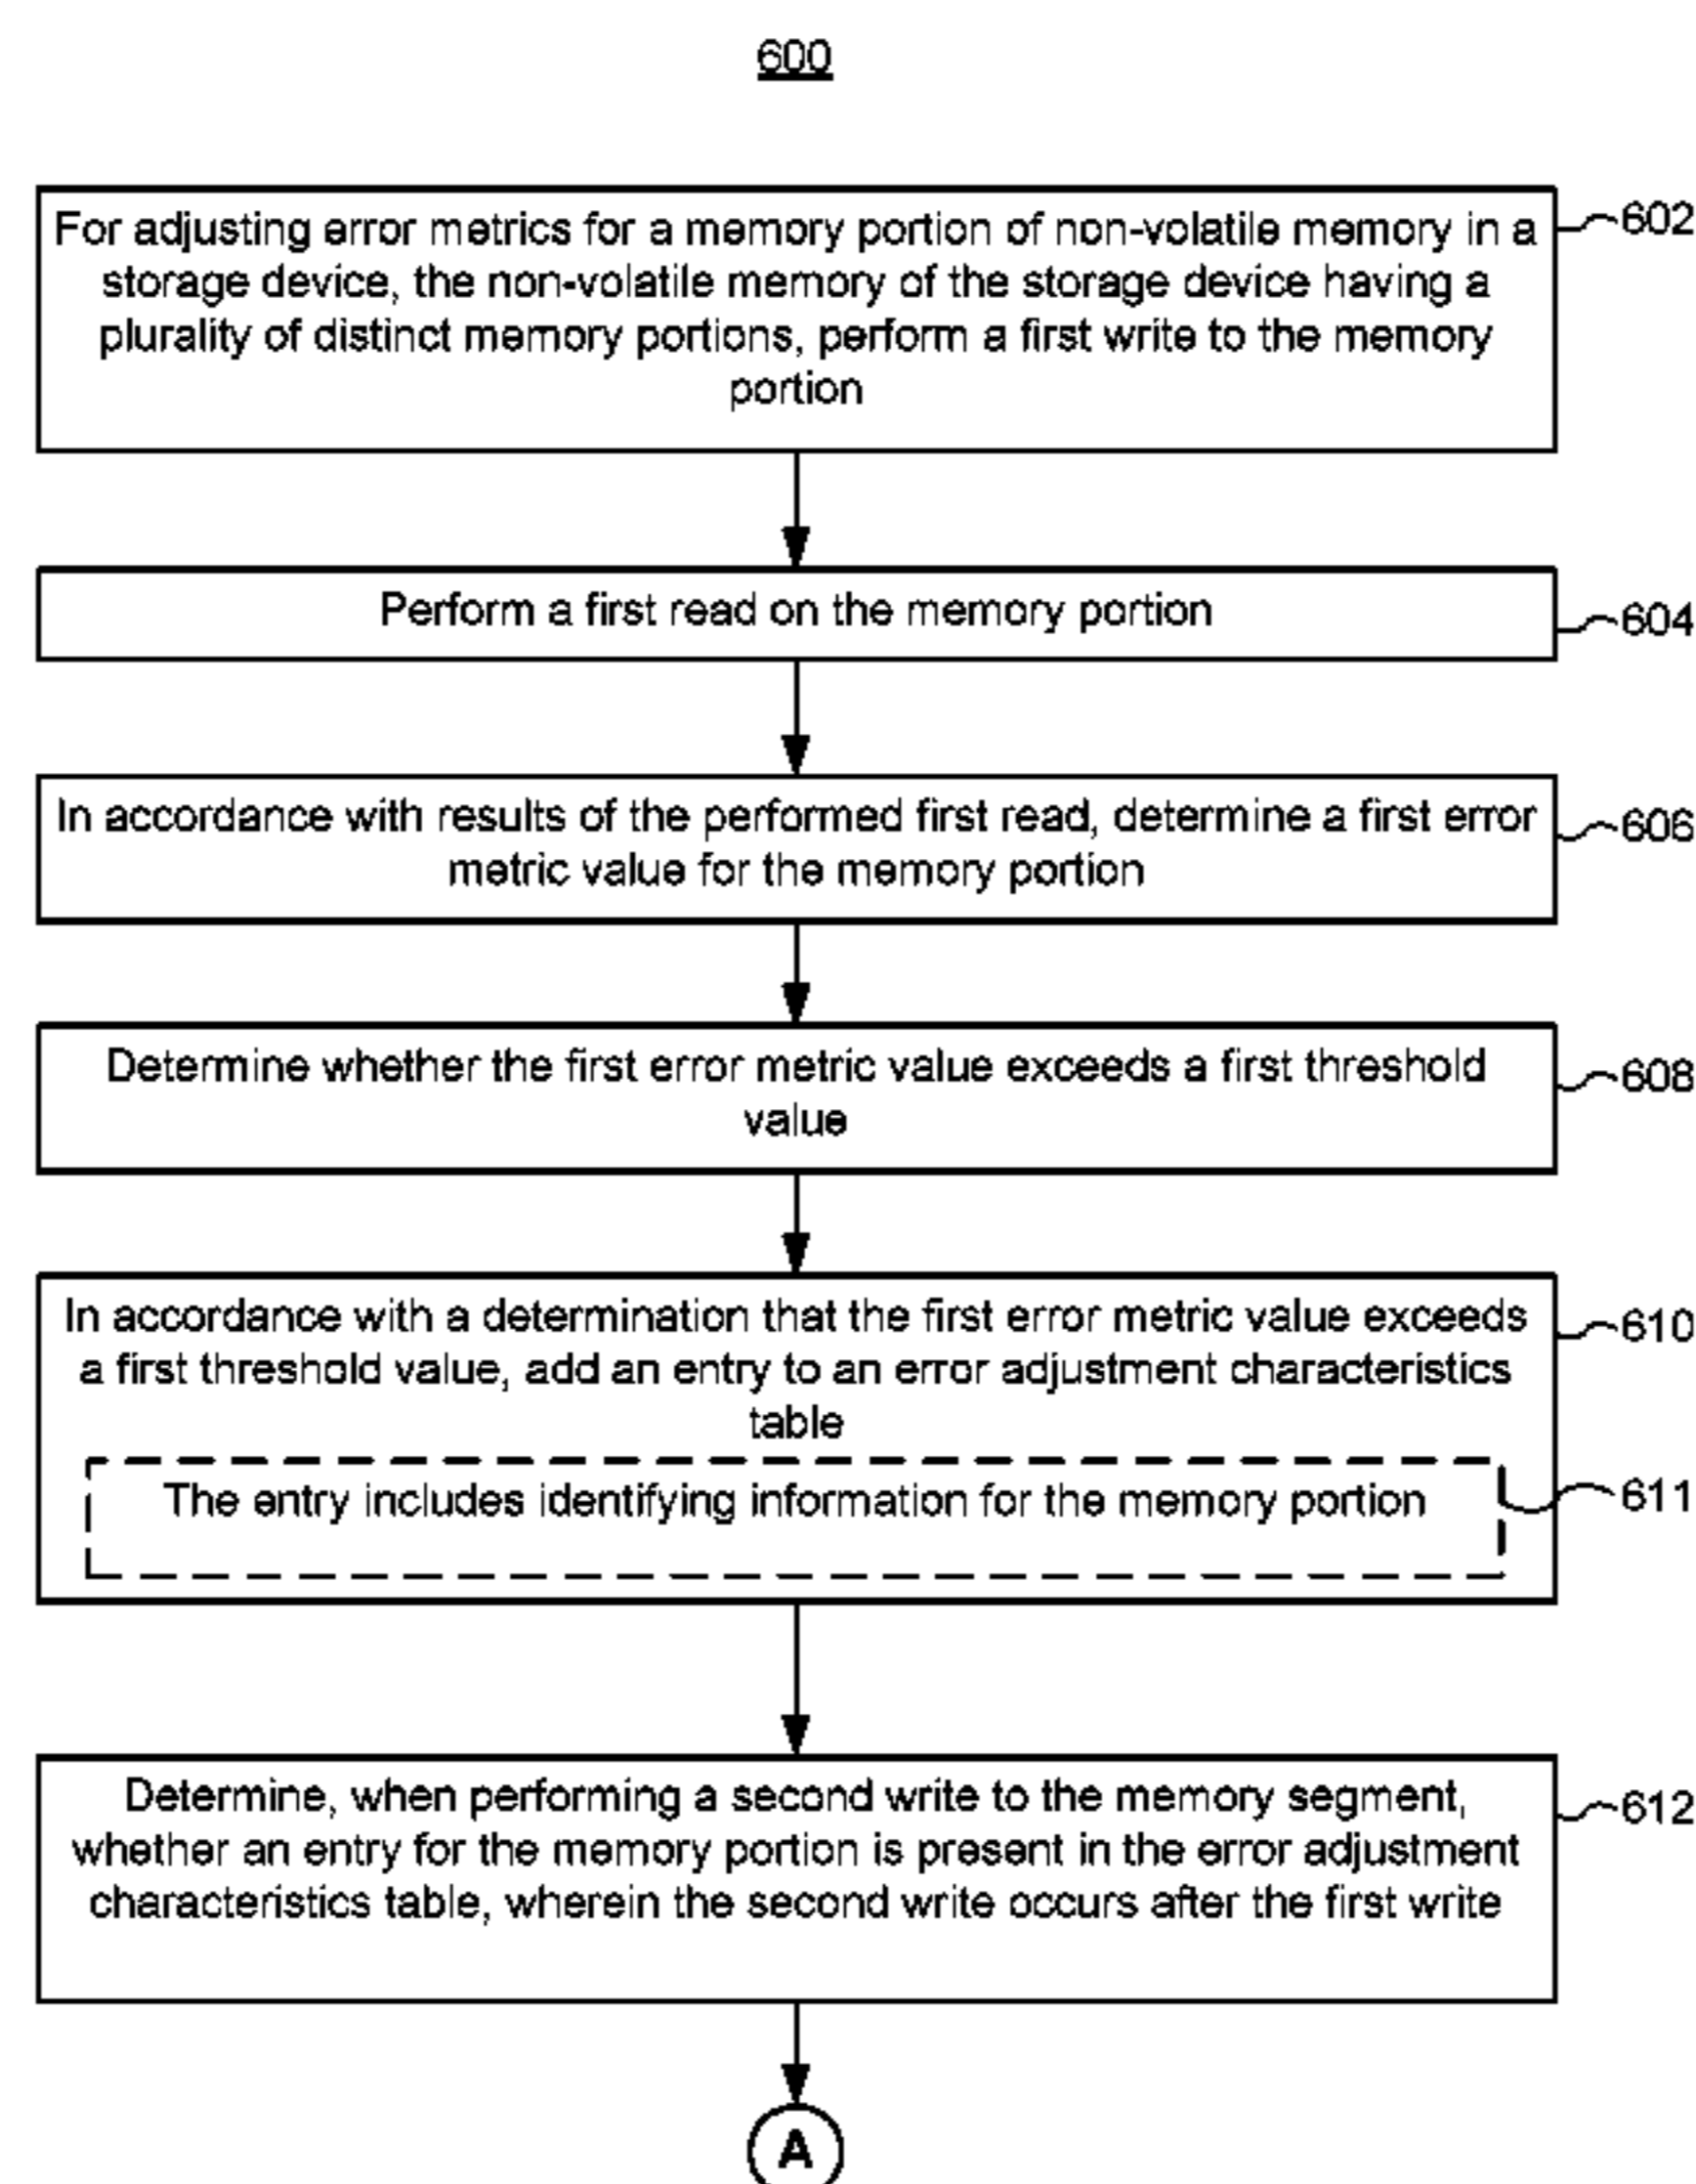 600
For adjusting error metrics for a memory portion of non-volatile memory in a
storage device, the non-volatile memory of the storage device having a
plurality of distinct memory portions, perform a first write to the memory
portion
602
Perform a first read on the memory portion
604
In accordance with results of the performed first read, determine a first error
metric value for the memory portion
606
Determine whether the first error metric value exceeds a first threshold
value
608
In accordance with a determination that the first error metric value exceeds
a first threshold value, add an entry to an error adjustment characteristics
table
610
The entry includes identifying information for the memory portion
611
Determine, when performing a second write to the memory segment,
whether an entry for the memory portion is present in the error adjustment
characteristics table, wherein the second write occurs after the first write
612
A